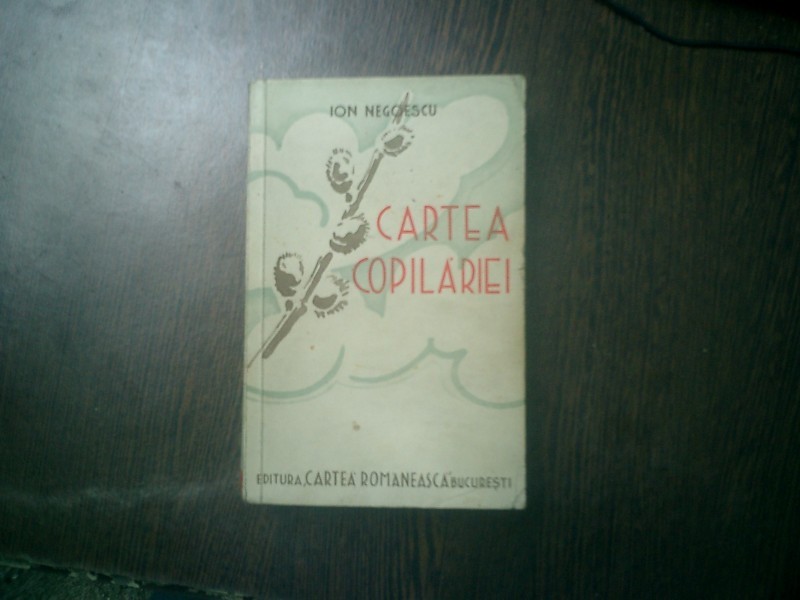 ION NEGOESCU
CARTEA
COPILĂRIEI
EDITURA „CARTEA ROMÂNEASCĂ" BUCUREȘTI